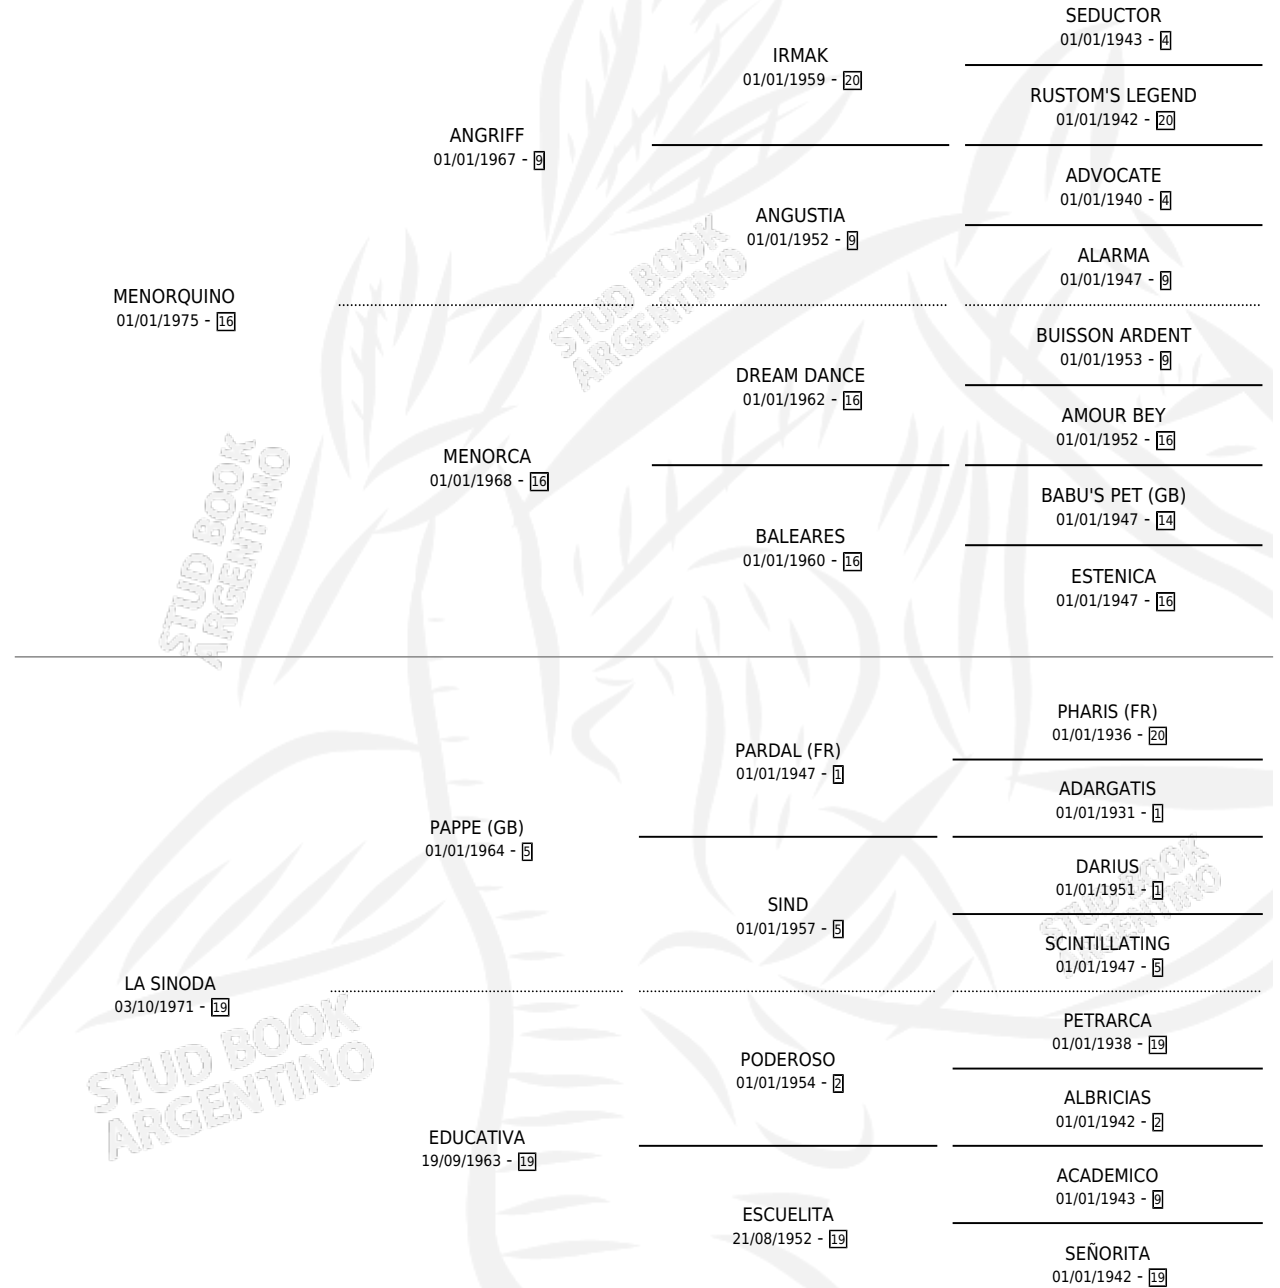 SEDUCTOR
01/01/1943 - 4
IRMAK
01/01/1959 - 20
RUSTOM'S LEGEND
01/01/1942 - 20
ANGRIFF
01/01/1967 - 9
ADVOCATE
01/01/1940 - 4
ANGUSTIA
01/01/1952 - 9
ALARMA
01/01/1947 - 9
MENORQUINO
01/01/1975 - 16
STUD BOOK
ARGENTINO
BUISSON ARDENT
01/01/1953 - 9
DREAM DANCE
01/01/1962 - 16
AMOUR BEY
01/01/1952 - 16
MENORCA
01/01/1968 - 16
BABU'S PET (GB)
01/01/1947 - 14
BALEARES
01/01/1960 - 16
ESTENICA
01/01/1947 - 16
STUD BOOK
ARGENTINO
PHARIS (FR)
01/01/1936 - 20
PARDAL (FR)
01/01/1947 - 1
ADARGATIS
01/01/1931 - 1
PAPPE (GB)
01/01/1964 - 5
DARIUS
01/01/1951 - 1
SIND
01/01/1957 - 5
STUD BOOK
ARGENTINO
SCINTILLATING
01/01/1947 - 5
LA SINODA
03/10/1971 - 19
PETRARCA
01/01/1938 - 19
STUD BOOK
ARGENTINO
PODEROSO
01/01/1954 - 2
ALBRICIAS
01/01/1942 - 2
EDUCATIVA
19/09/1963 - 19
ACADEMICO
01/01/1943 - 9
ESCUELITA
21/08/1952 - 19
SEÑORITA
01/01/1942 - 19